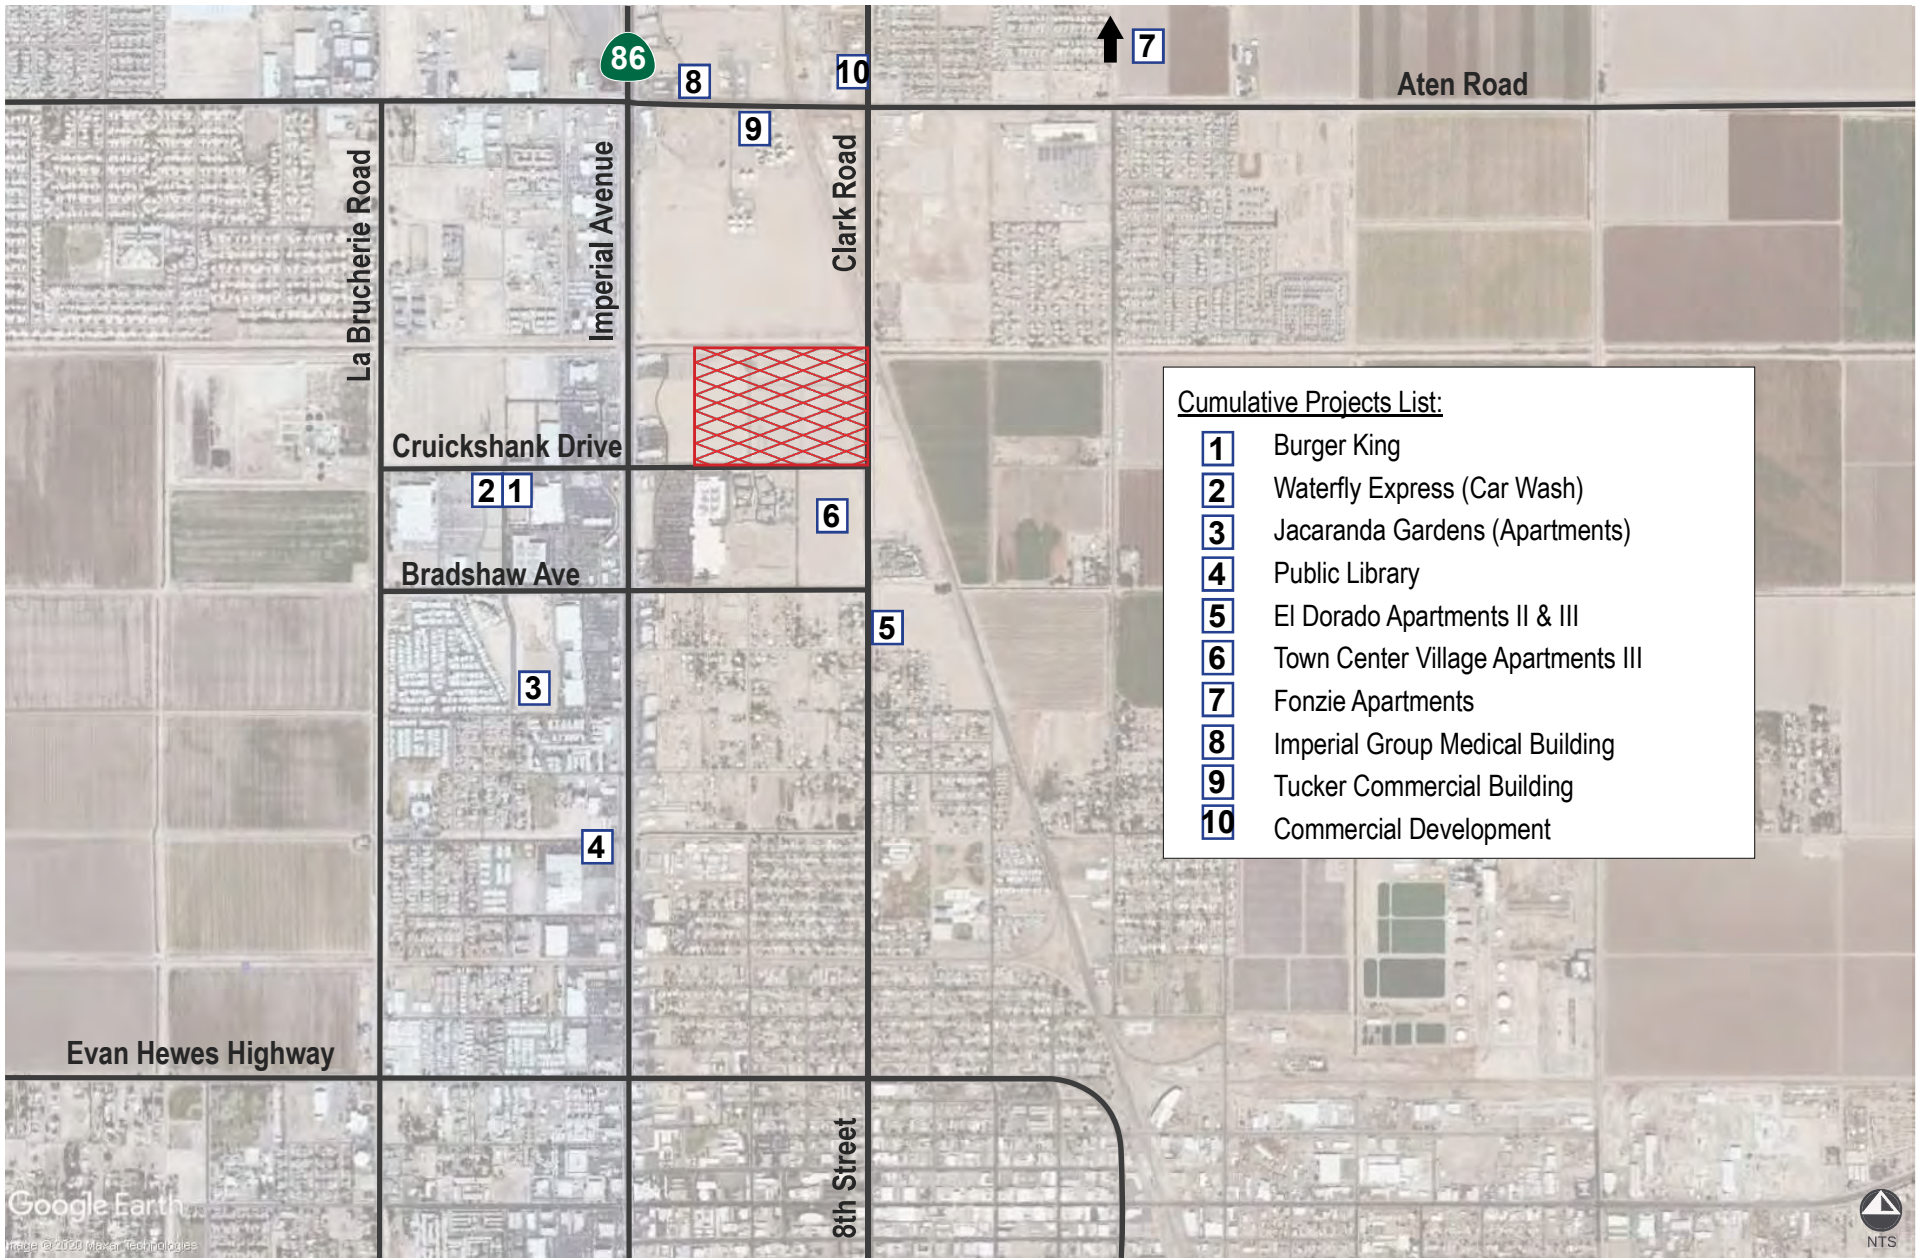 86
8
10
7
Aten Road
9
La Brucherie Road
Imperial Avenue
Clark Road
Cruickshank Drive
2 1
6
Bradshaw Ave
5
3
4
Evan Hewes Highway
8th Street
Cumulative Projects List:
1 Burger King
2 Waterfly Express (Car Wash)
3 Jacaranda Gardens (Apartments)
4 Public Library
5 El Dorado Apartments II & III
6 Town Center Village Apartments III
7 Fonzie Apartments
8 Imperial Group Medical Building
9 Tucker Commercial Building
10 Commercial Development
Google Earth
© 2020 Maxar Technologies
NTS